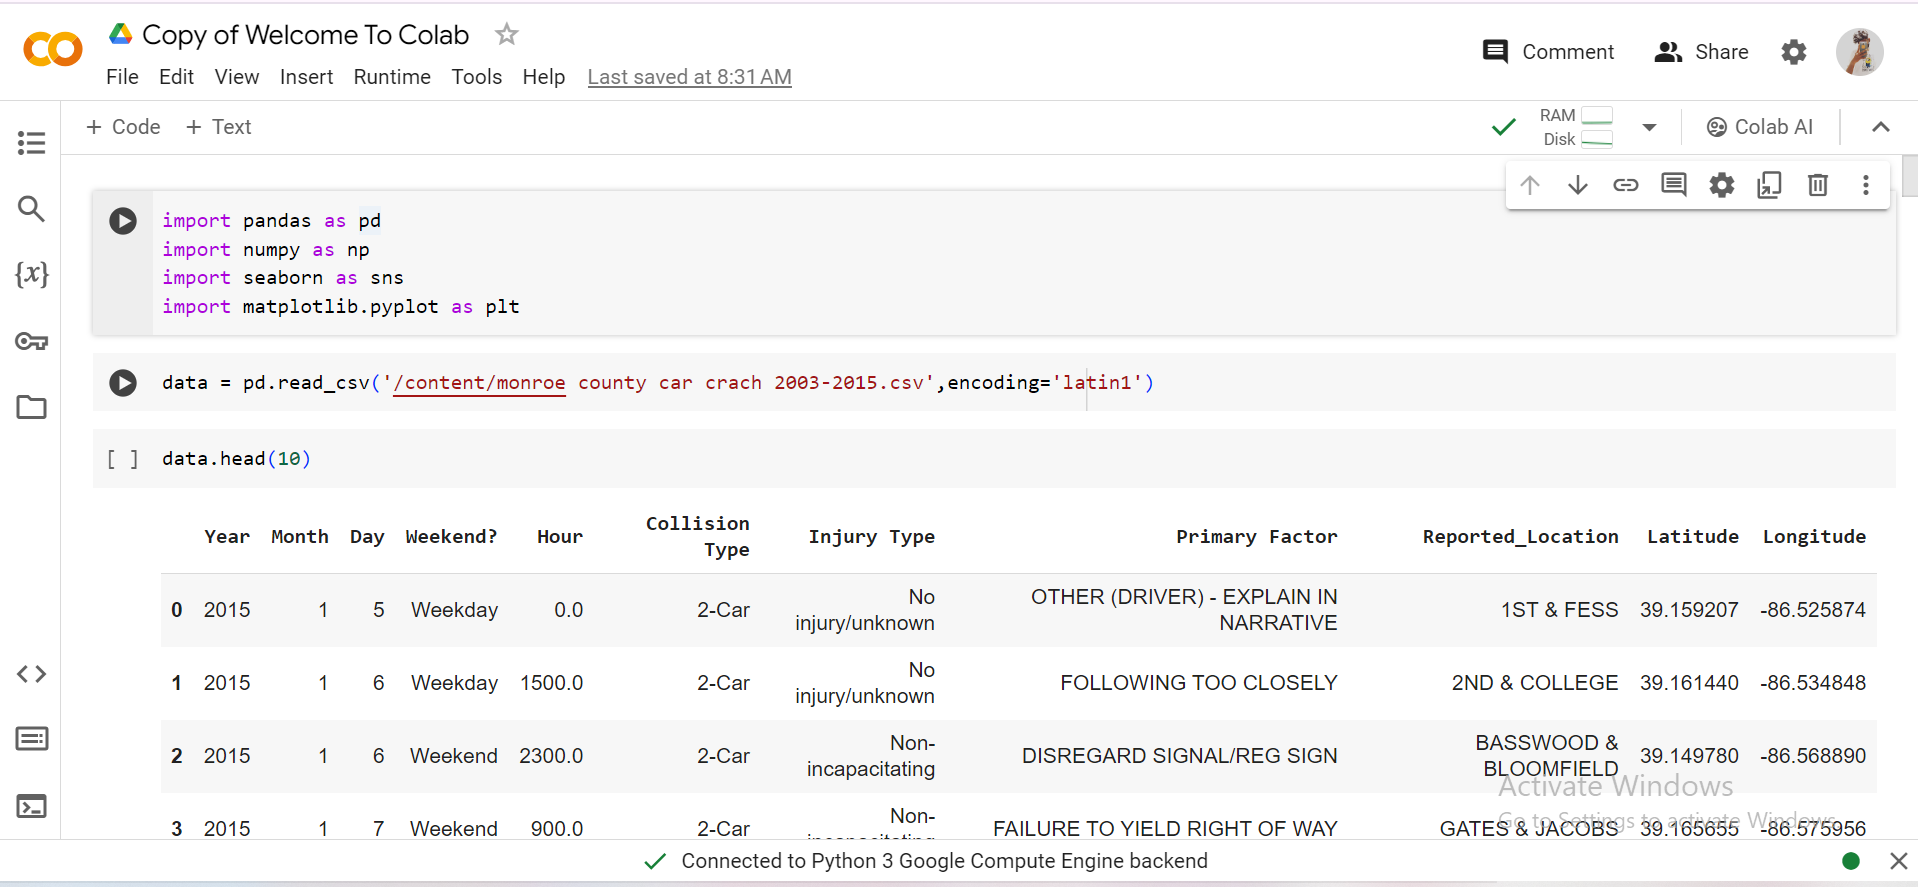 Copy of Welcome To Colab
Comment Share
File Edit View Insert Runtime Tools Help Last saved at 8:31 AM
+ Code + Text
RAM
Disk
Colab AI
import pandas as pd
import numpy as np
import seaborn as sns
import matplotlib.pyplot as plt
{x}
data = pd.read_csv('/content/monroe county car crach 2003-2015.csv',encoding='latin1')
[ ] data.head(10)
Year Month Day Weekend? Hour Collision Type Injury Type Primary Factor Reported_Location Latitude Longitude
0 2015 1 5 Weekday 0.0 2-Car No injury/unknown OTHER (DRIVER) - EXPLAIN IN NARRATIVE 1ST & FESS 39.159207 -86.525874
1 2015 1 6 Weekday 1500.0 2-Car No injury/unknown FOLLOWING TOO CLOSELY 2ND & COLLEGE 39.161440 -86.534848
2 2015 1 6 Weekend 2300.0 2-Car Non-incapacitating DISREGARD SIGNAL/REG SIGN BASSWOOD & BLOOMFIELD 39.149780 -86.568890
3 2015 1 7 Weekend 900.0 2-Car Non- FAILURE TO YIELD RIGHT OF WAY GATES & JACOBS 39.165655 -86.575956
Activate Windows
Go to Settings to activate Windows.
Connected to Python 3 Google Compute Engine backend